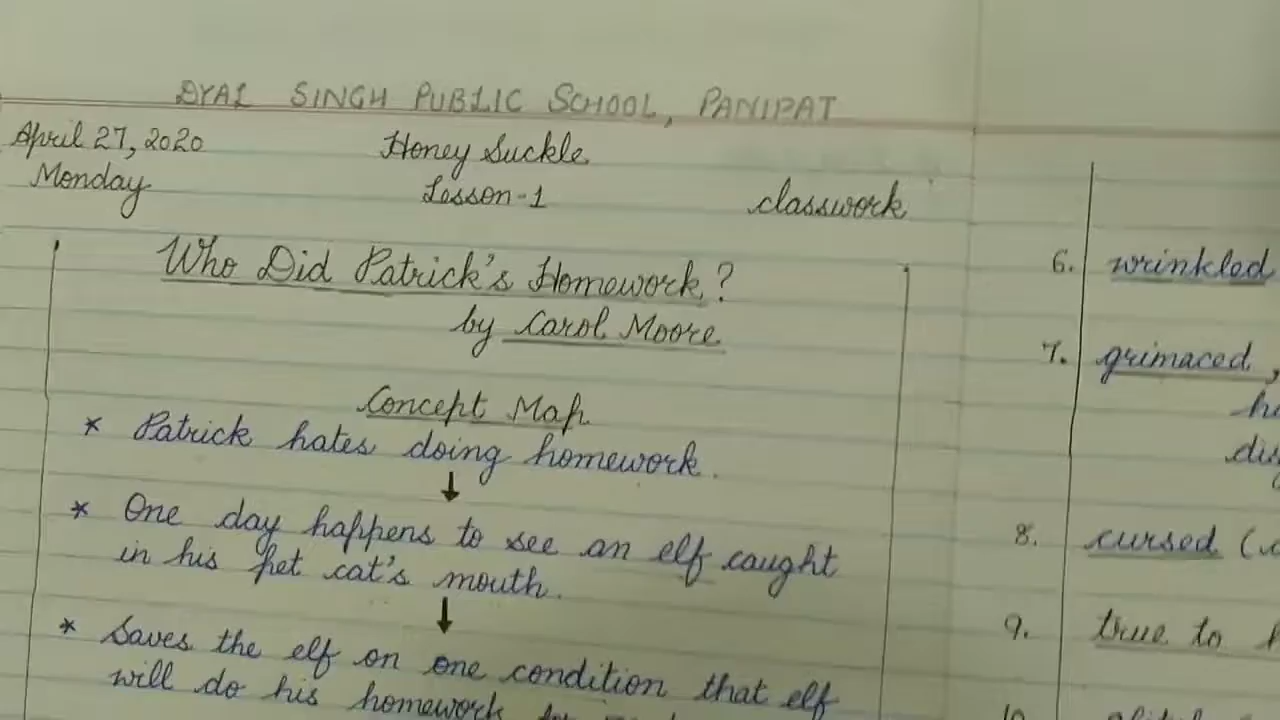 DYAL SINGH PUBLIC SCHOOL, PANIPAT
April 27, 2020
Monday
Honey Suckle
Lesson-1
classwork
Who Did Patrick's Homework?
by Carol Moore
Concept Map
* Patrick hates doing homework.
↓
* One day happens to see an elf caught
in his pet cat's mouth.
↓
* Saves the elf on one condition that elf
will do his homework
6. wrinkled
7. grimaced,
8. cursed
9. true to
10.